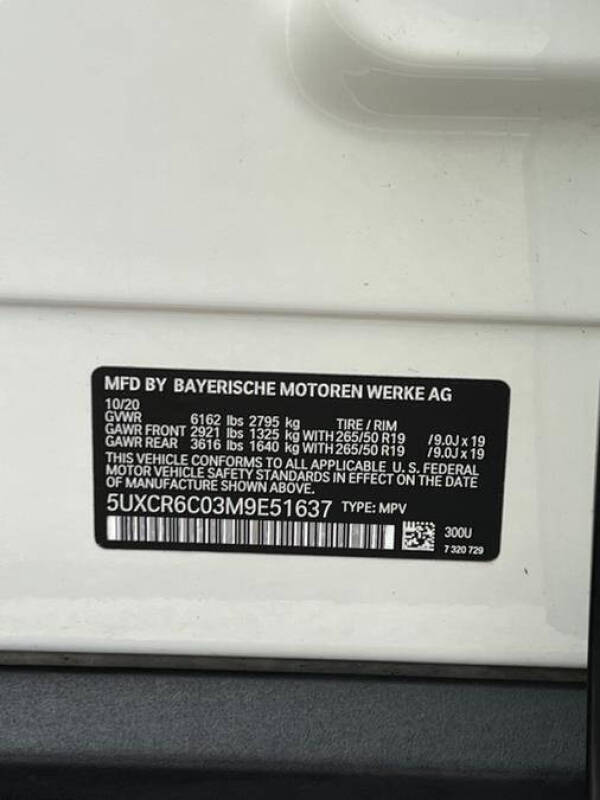 MFD BY BAYERISCHE MOTOREN WERKE AG
10/20
GVWR 6162 lbs 2795 kg TIRE / RIM
GAWR FRONT 2921 lbs 1325 kg WITH 265/50 R19 / 9.0J x 19
GAWR REAR 3616 lbs 1640 kg WITH 265/50 R19 / 9.0J x 19
THIS VEHICLE CONFORMS TO ALL APPLICABLE U. S. FEDERAL
MOTOR VEHICLE SAFETY STANDARDS IN EFFECT ON THE DATE
OF MANUFACTURE SHOWN ABOVE.
5UXCR6C03M9E51637 TYPE: MPV
300U
7 320 729